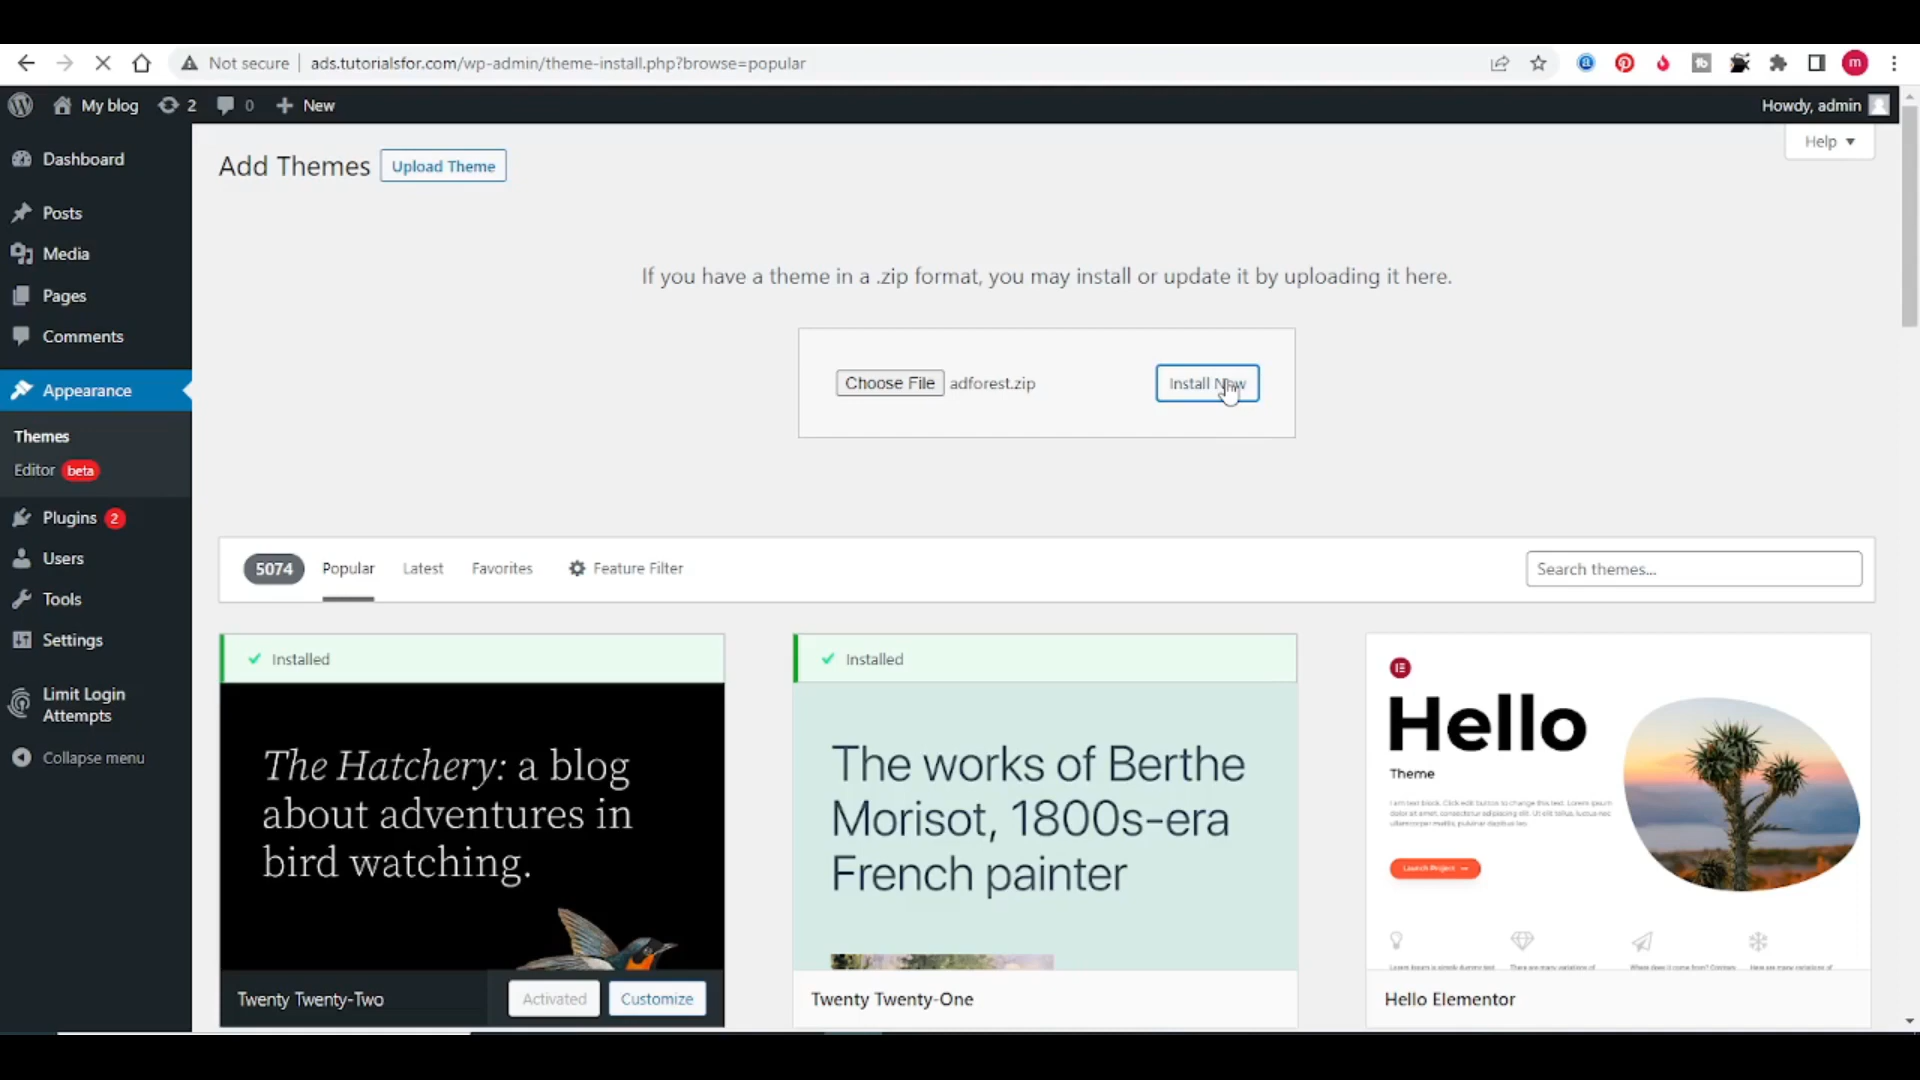 Not secure
ads.tutorialsfor.com/wp-admin/theme-install.php?browse=popular
m
My blog
2
0
New
Howdy, admin
Dashboard
Posts
Media
Pages
Comments
Appearance
Themes
Editor beta
Plugins 2
Users
Tools
Settings
Limit Login
Attempts
Collapse menu
Help
Add Themes
Upload Theme
If you have a theme in a .zip format, you may install or update it by uploading it here.
Choose File adforest.zip
Install Now
5074
Popular
Latest
Favorites
Feature Filter
Search themes...
Installed
The Hatchery: a blog
about adventures in
bird watching.
Twenty Twenty-Two
Activated
Customize
Installed
The works of Berthe
Morisot, 1800s-era
French painter
Twenty Twenty-One
Hello
Theme
Launch Project
Hello Elementor